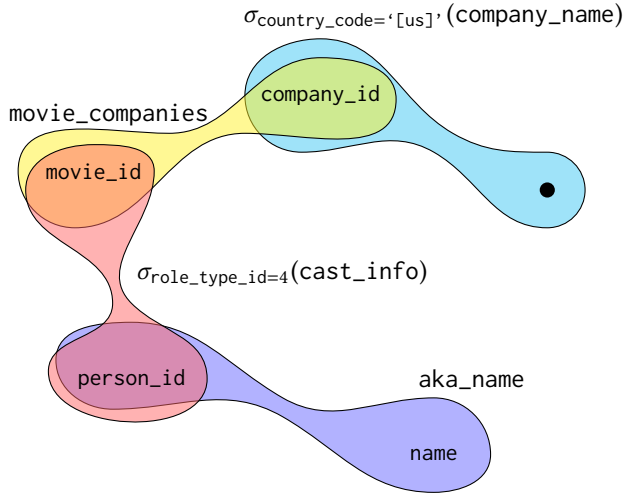 σcountry_code=‘[us]’(company_name)
company_id
movie_companies
movie_id
σrole_type_id=4(cast_info)
person_id
aka_name
name